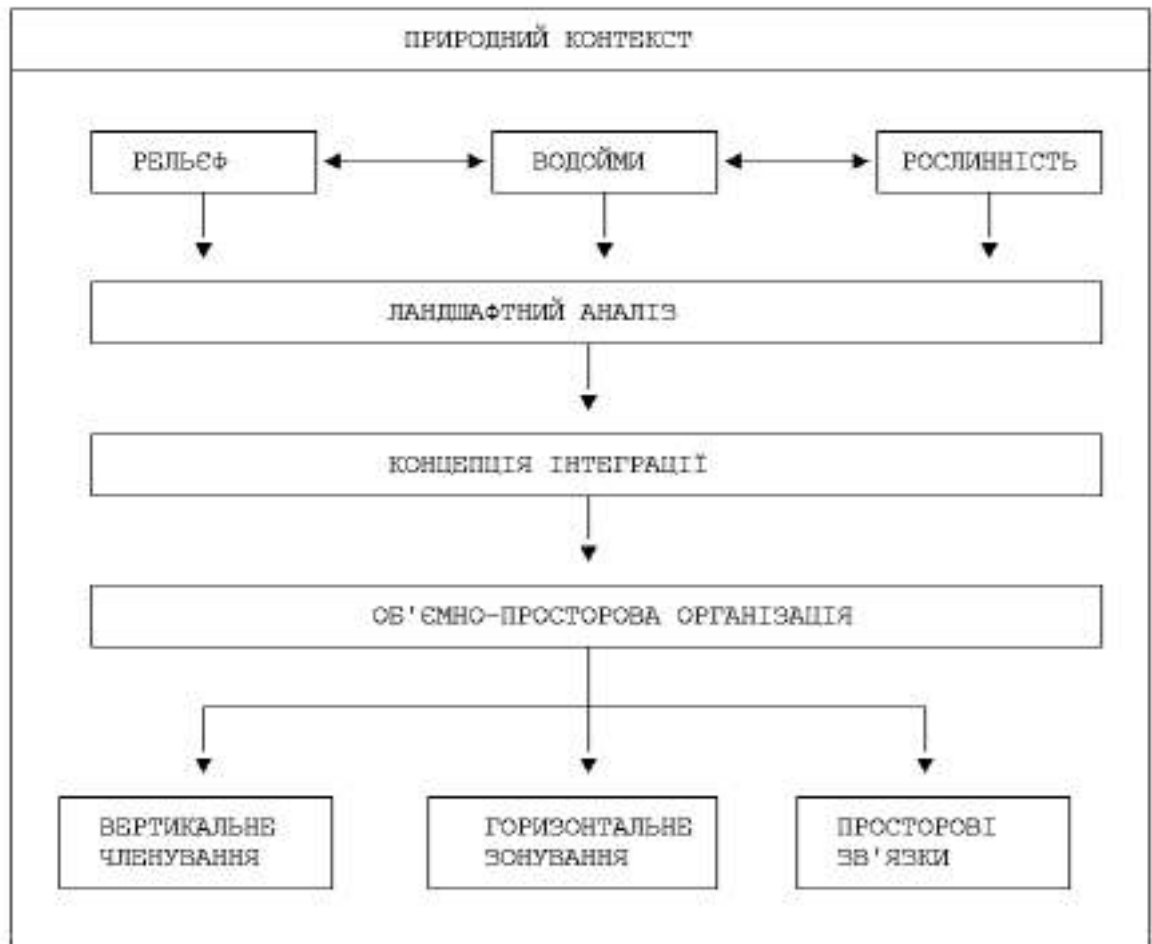 ПРИРОДНИЙ КОНТЕКСТ
РЕЛЬЄФ
ВОДОЙМИ
РОСЛИННІСТЬ
ЛАНДШАФТНИЙ АНАЛІЗ
КОНЦЕПЦІЯ ІНТЕГРАЦІЇ
ОБ'ЄМНО-ПРОСТОРОВА ОРГАНІЗАЦІЯ
ВЕРТИКАЛЬНЕ
ЧЛЕНУВАННЯ
ГОРИЗОНТАЛЬНЕ
ЗОНУВАННЯ
ПРОСТОРОВІ
ЗВ'ЯЗКИ